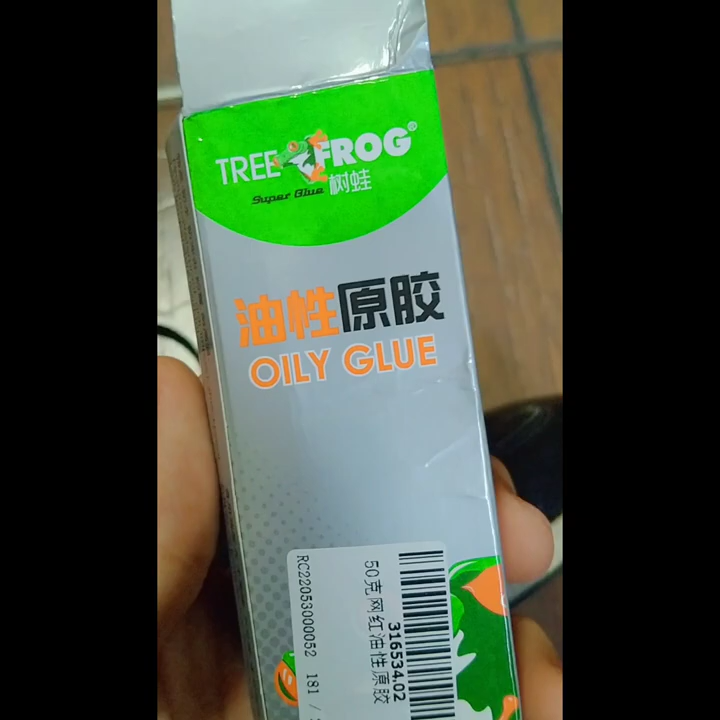 TREE FROG®
Super Glue 树蛙
油性原胶
OILY GLUE
316534.02
50克网红油性原胶
RC22053000052 181 /